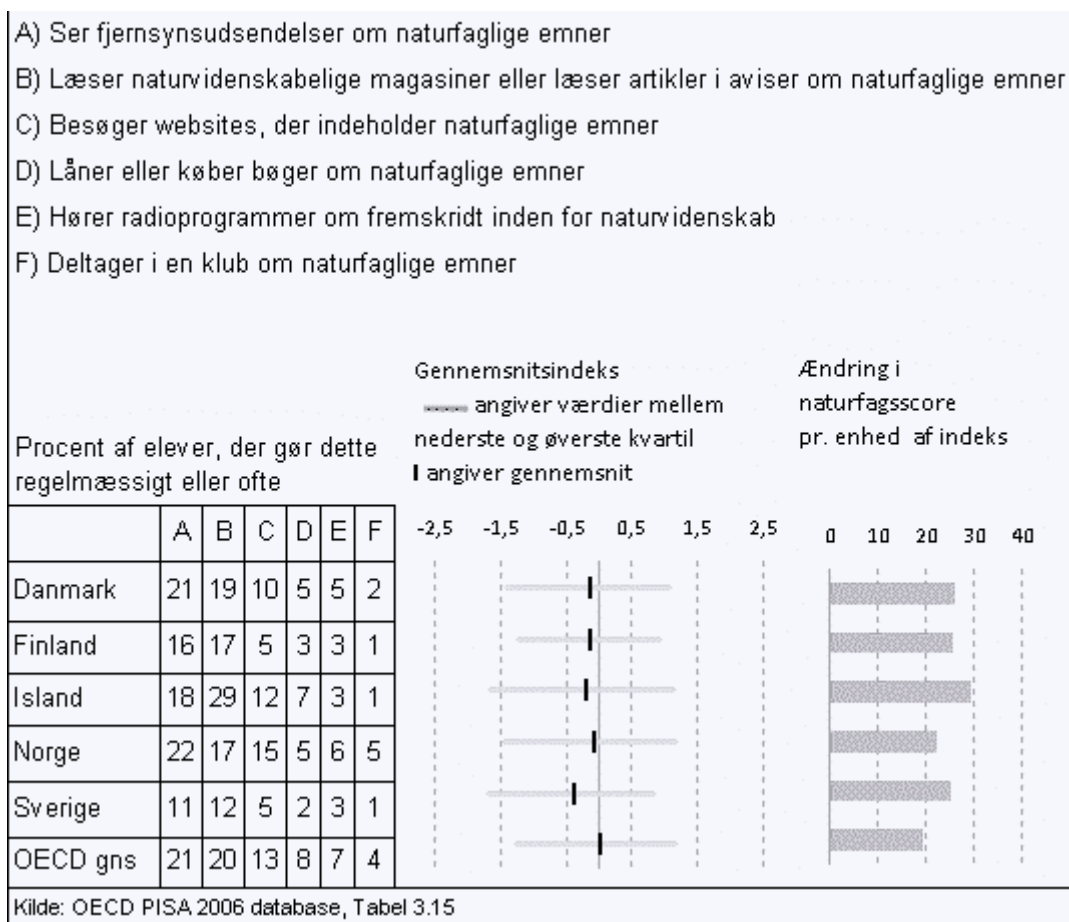 A) Ser fjernsynsudsendelser om naturfaglige emner
B) Læser naturvidenskabelige magasiner eller læser artikler i aviser om naturfaglige emner
C) Besøger websites, der indeholder naturfaglige emner
D) Låner eller køber bøger om naturfaglige emner
E) Hører radioprogrammer om fremskridt inden for naturvidenskab
F) Deltager i en klub om naturfaglige emner
Procent af elever, der gør dette
regelmæssigt eller ofte
Gennemsnitsindeks
angiver værdier mellem
nederste og øverste kvartil
I angiver gennemsnit
Ændring i
naturfagsscore
pr. enhed af indeks
A B C D E F
-2,5 -1,5 -0,5 0,5 1,5 2,5
0 10 20 30 40
Danmark 21 19 10 5 5 2
Finland 16 17 5 3 3 1
Island 18 29 12 7 3 1
Norge 22 17 15 5 6 5
Sverige 11 12 5 2 3 1
OECD gns 21 20 13 8 7 4
Kilde: OECD PISA 2006 database, Tabel 3.15